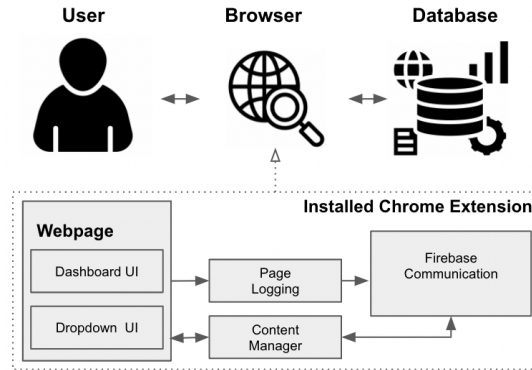 User
Browser
Database
Installed Chrome Extension
Webpage
Dashboard UI
Dropdown UI
Page
Logging
Content
Manager
Firebase
Communication